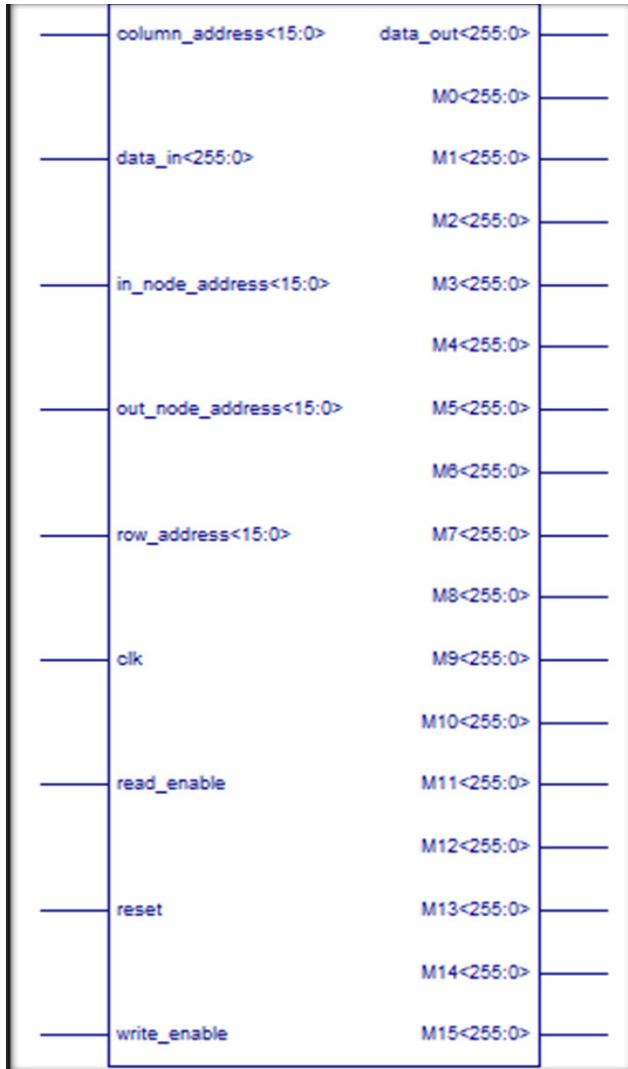 column_address<15:0> data_out<255:0>
M0<255:0>
data_in<255:0> M1<255:0>
M2<255:0>
in_node_address<15:0> M3<255:0>
M4<255:0>
out_node_address<15:0> M5<255:0>
M6<255:0>
row_address<15:0> M7<255:0>
M8<255:0>
clk M9<255:0>
M10<255:0>
read_enable M11<255:0>
M12<255:0>
reset M13<255:0>
M14<255:0>
write_enable M15<255:0>